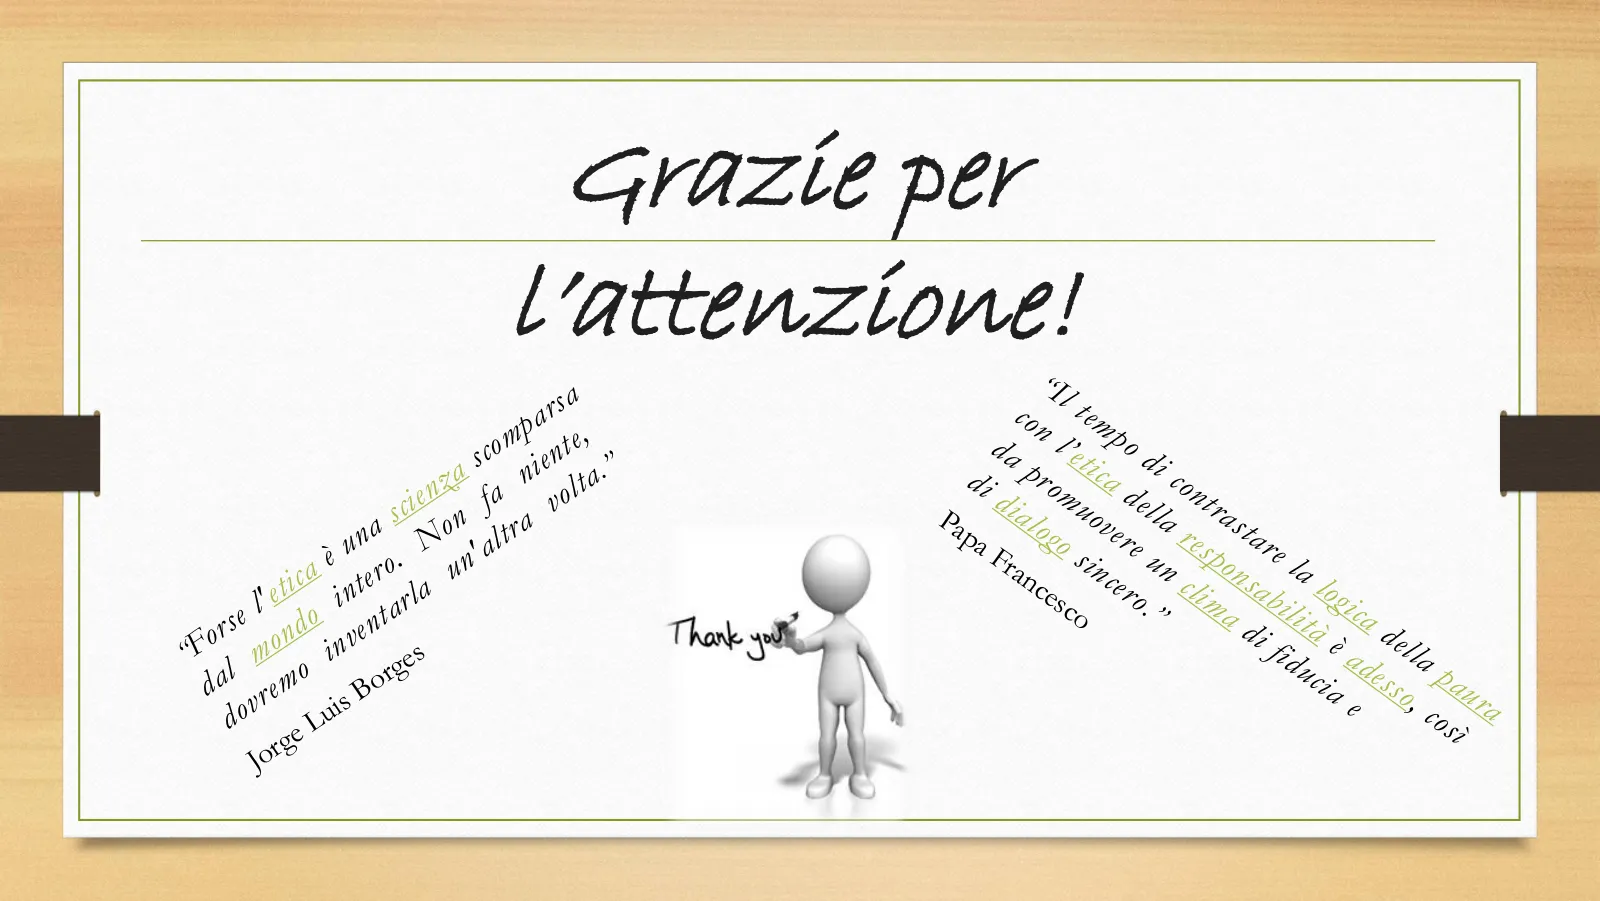 Grazie per
l'attenzione!
“Forse l'etica è una scienza scomparsa
dal mondo intero. Non fa niente,
dovremo inventarla un'altra volta.”
Jorge Luis Borges
“Il tempo di contrastare la logica della paura
con l'etica della responsabilità è adesso, così
da promuovere un clima di fiducia e
di dialogo sincero. ”
Papa Francesco
Thank you